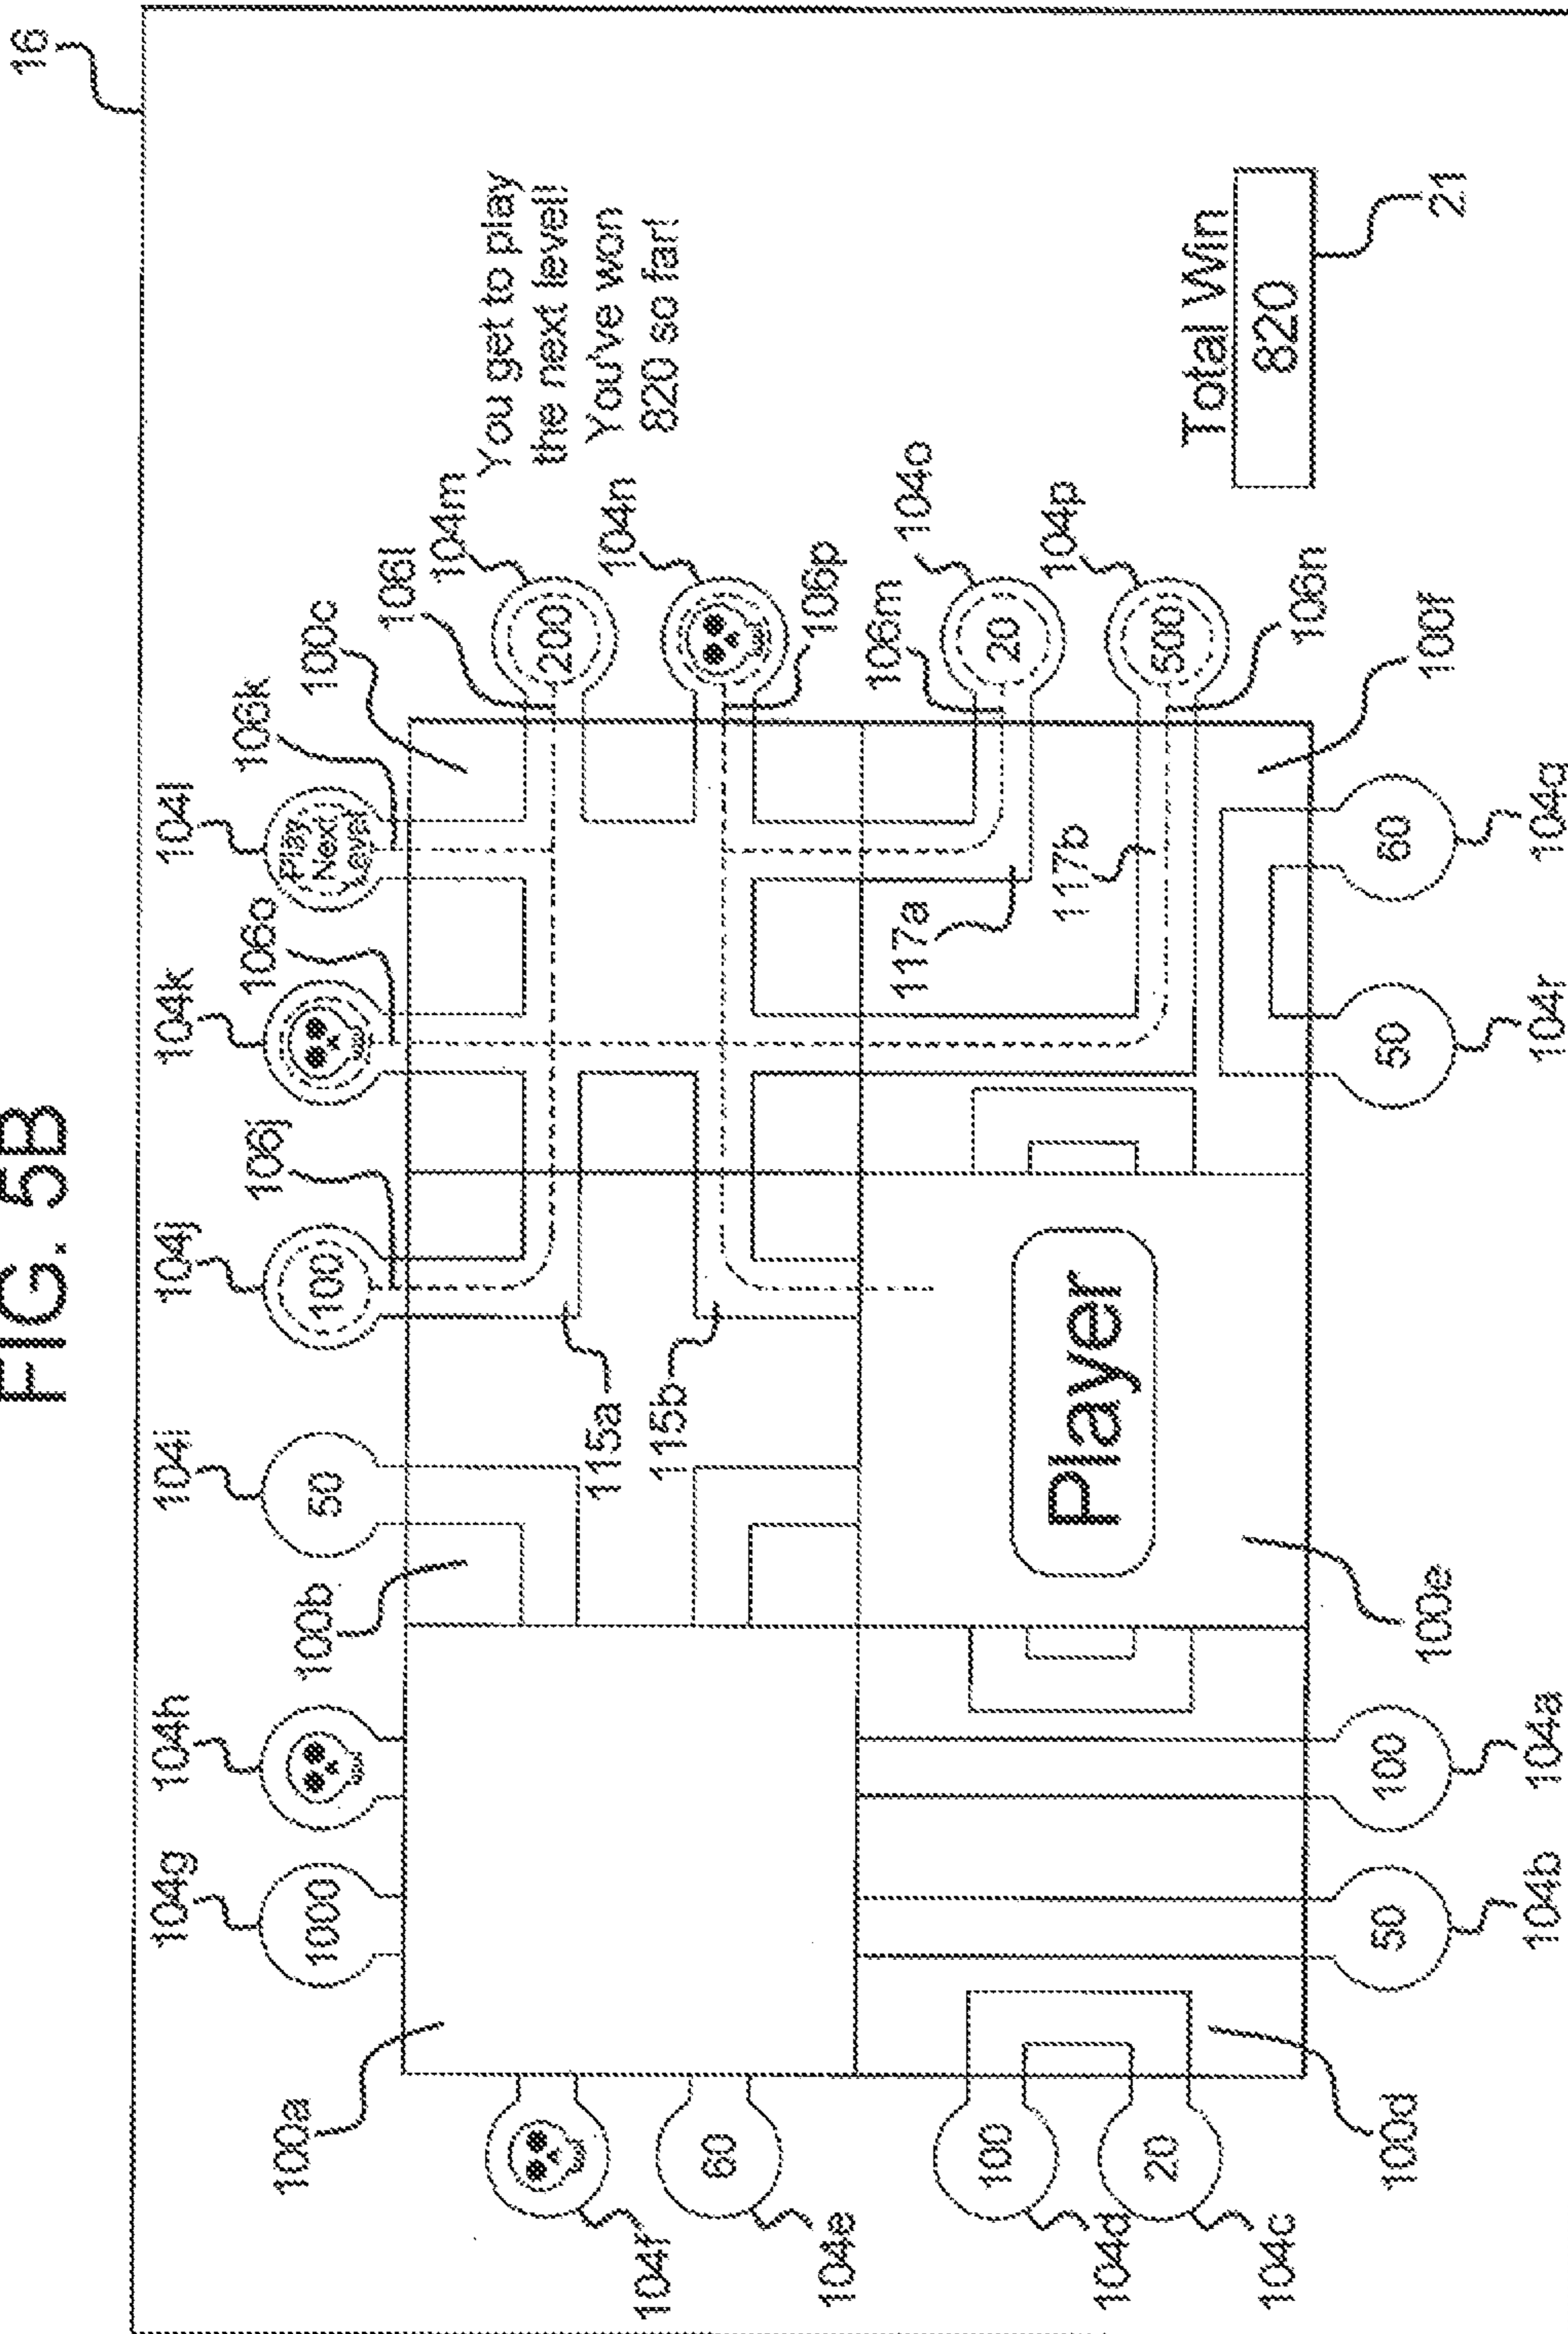 FIG. 5B
16
104g 104h 104i 104j 104k 104l
100a 1000 100b 50 106j 100 106o 106k Play Next Level 100c
106l
104m
You get to play
the next level!
You've won
820 so far!
104f
200
104n
115a
115b
60
104e
106p
106m
117a
104o
100
20
104d
Player
117b
104p
20
500
104c
106n
Total Win
820
21
100d
50 100
100e
50 60
100f
104b 104a 104r 104q